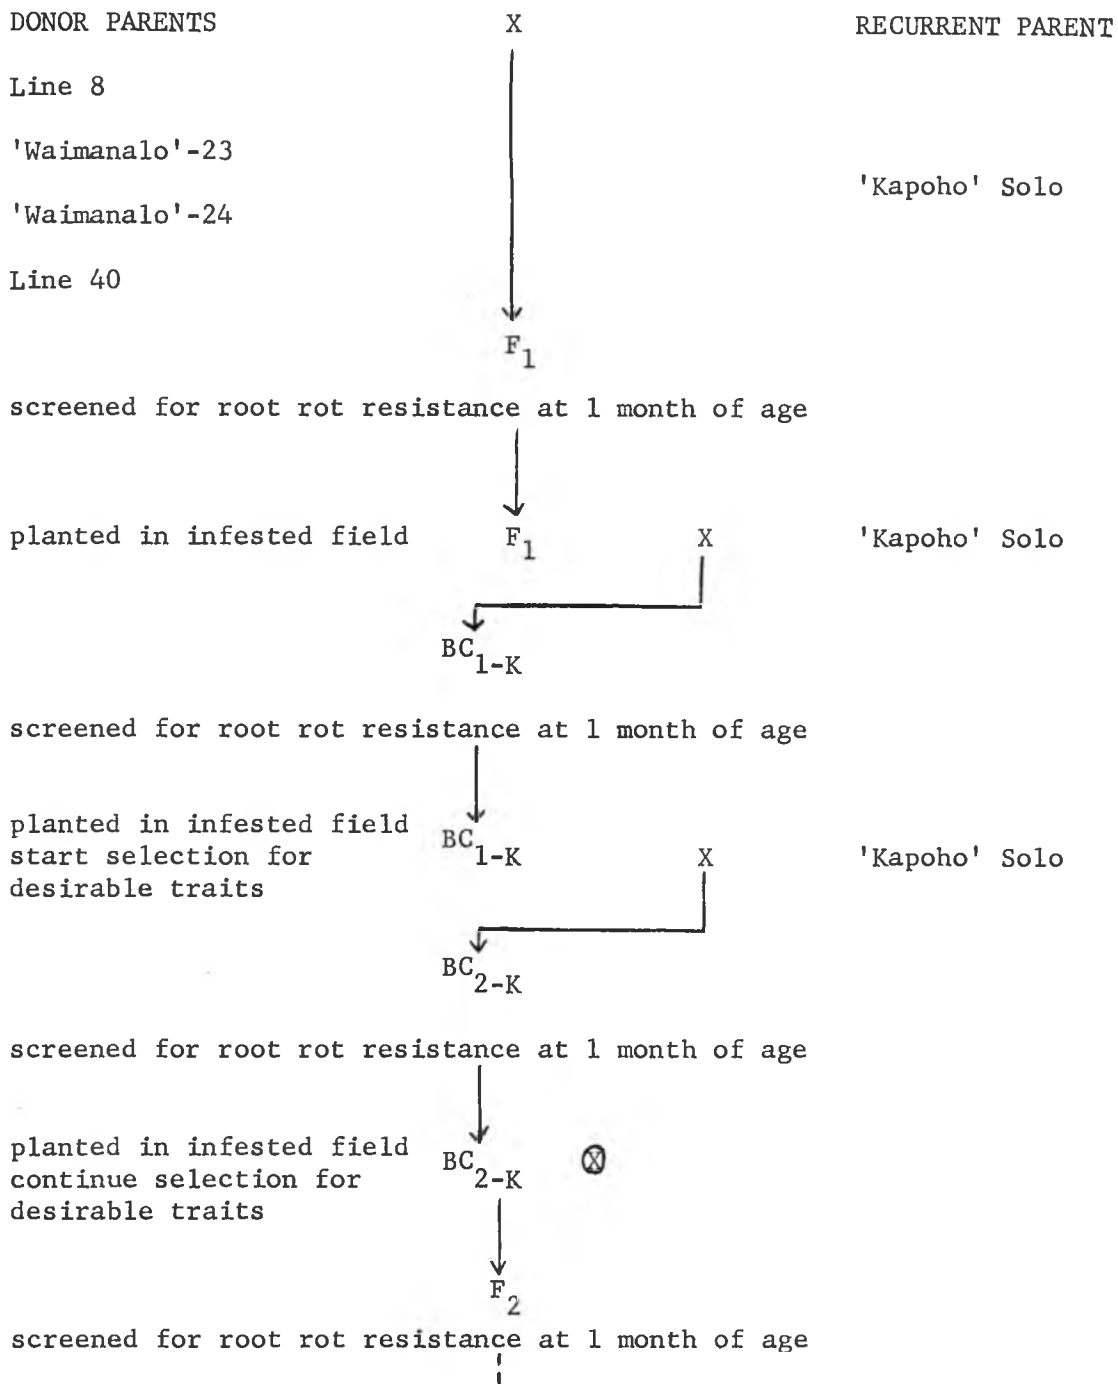 DONOR PARENTS X RECURRENT PARENT
Line 8
'Waimanalo'-23
'Kapoho' Solo
'Waimanalo'-24
Line 40
F1
screened for root rot resistance at 1 month of age
planted in infested field F1 X 'Kapoho' Solo
BC1-K
screened for root rot resistance at 1 month of age
planted in infested field BC1-K X 'Kapoho' Solo
start selection for
desirable traits
BC2-K
screened for root rot resistance at 1 month of age
planted in infested field BC2-K ⓧ
continue selection for
desirable traits
F2
screened for root rot resistance at 1 month of age